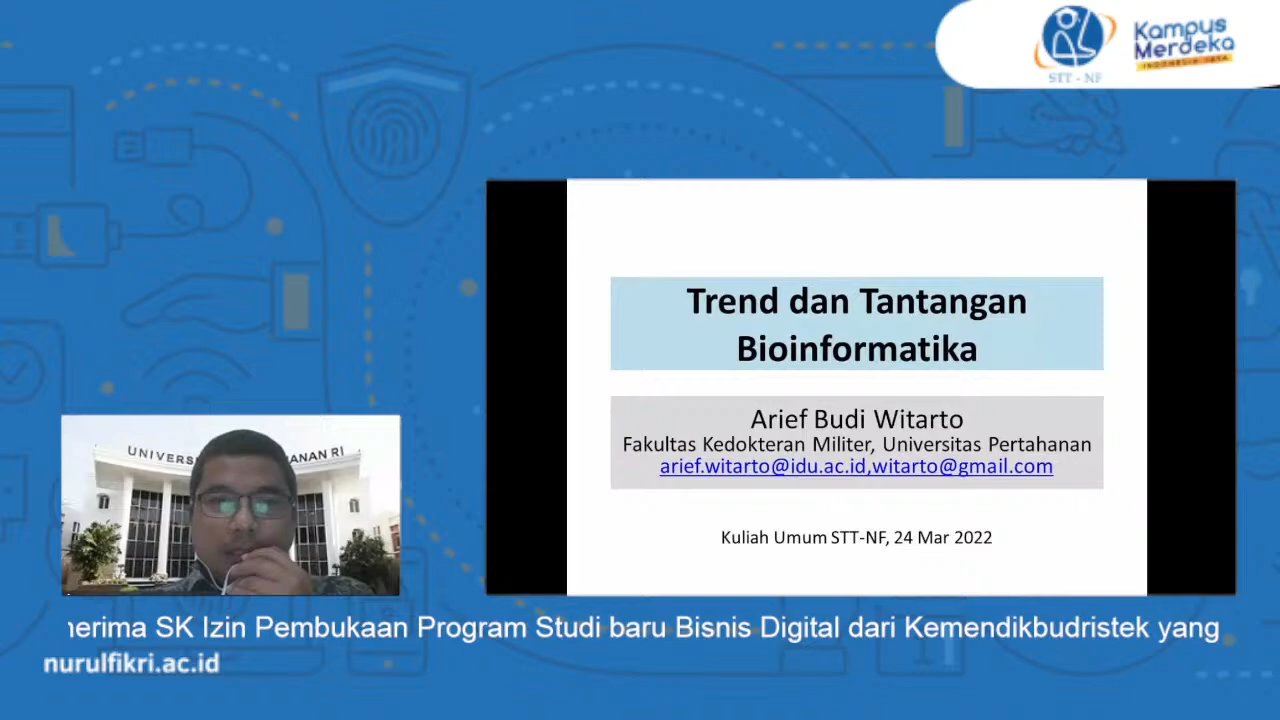 STT - NF
Kampus
Merdeka
INDONESIA JAYA
Trend dan Tantangan
Bioinformatika
Arief Budi Witarto
Fakultas Kedokteran Militer, Universitas Pertahanan
arief.witarto@idu.ac.id,witarto@gmail.com
Kuliah Umum STT-NF, 24 Mar 2022
UNIVERS ANAN RI
nerima SK Izin Pembukaan Program Studi baru Bisnis Digital dari Kemendikbudristek yang
nurulfikri.ac.id